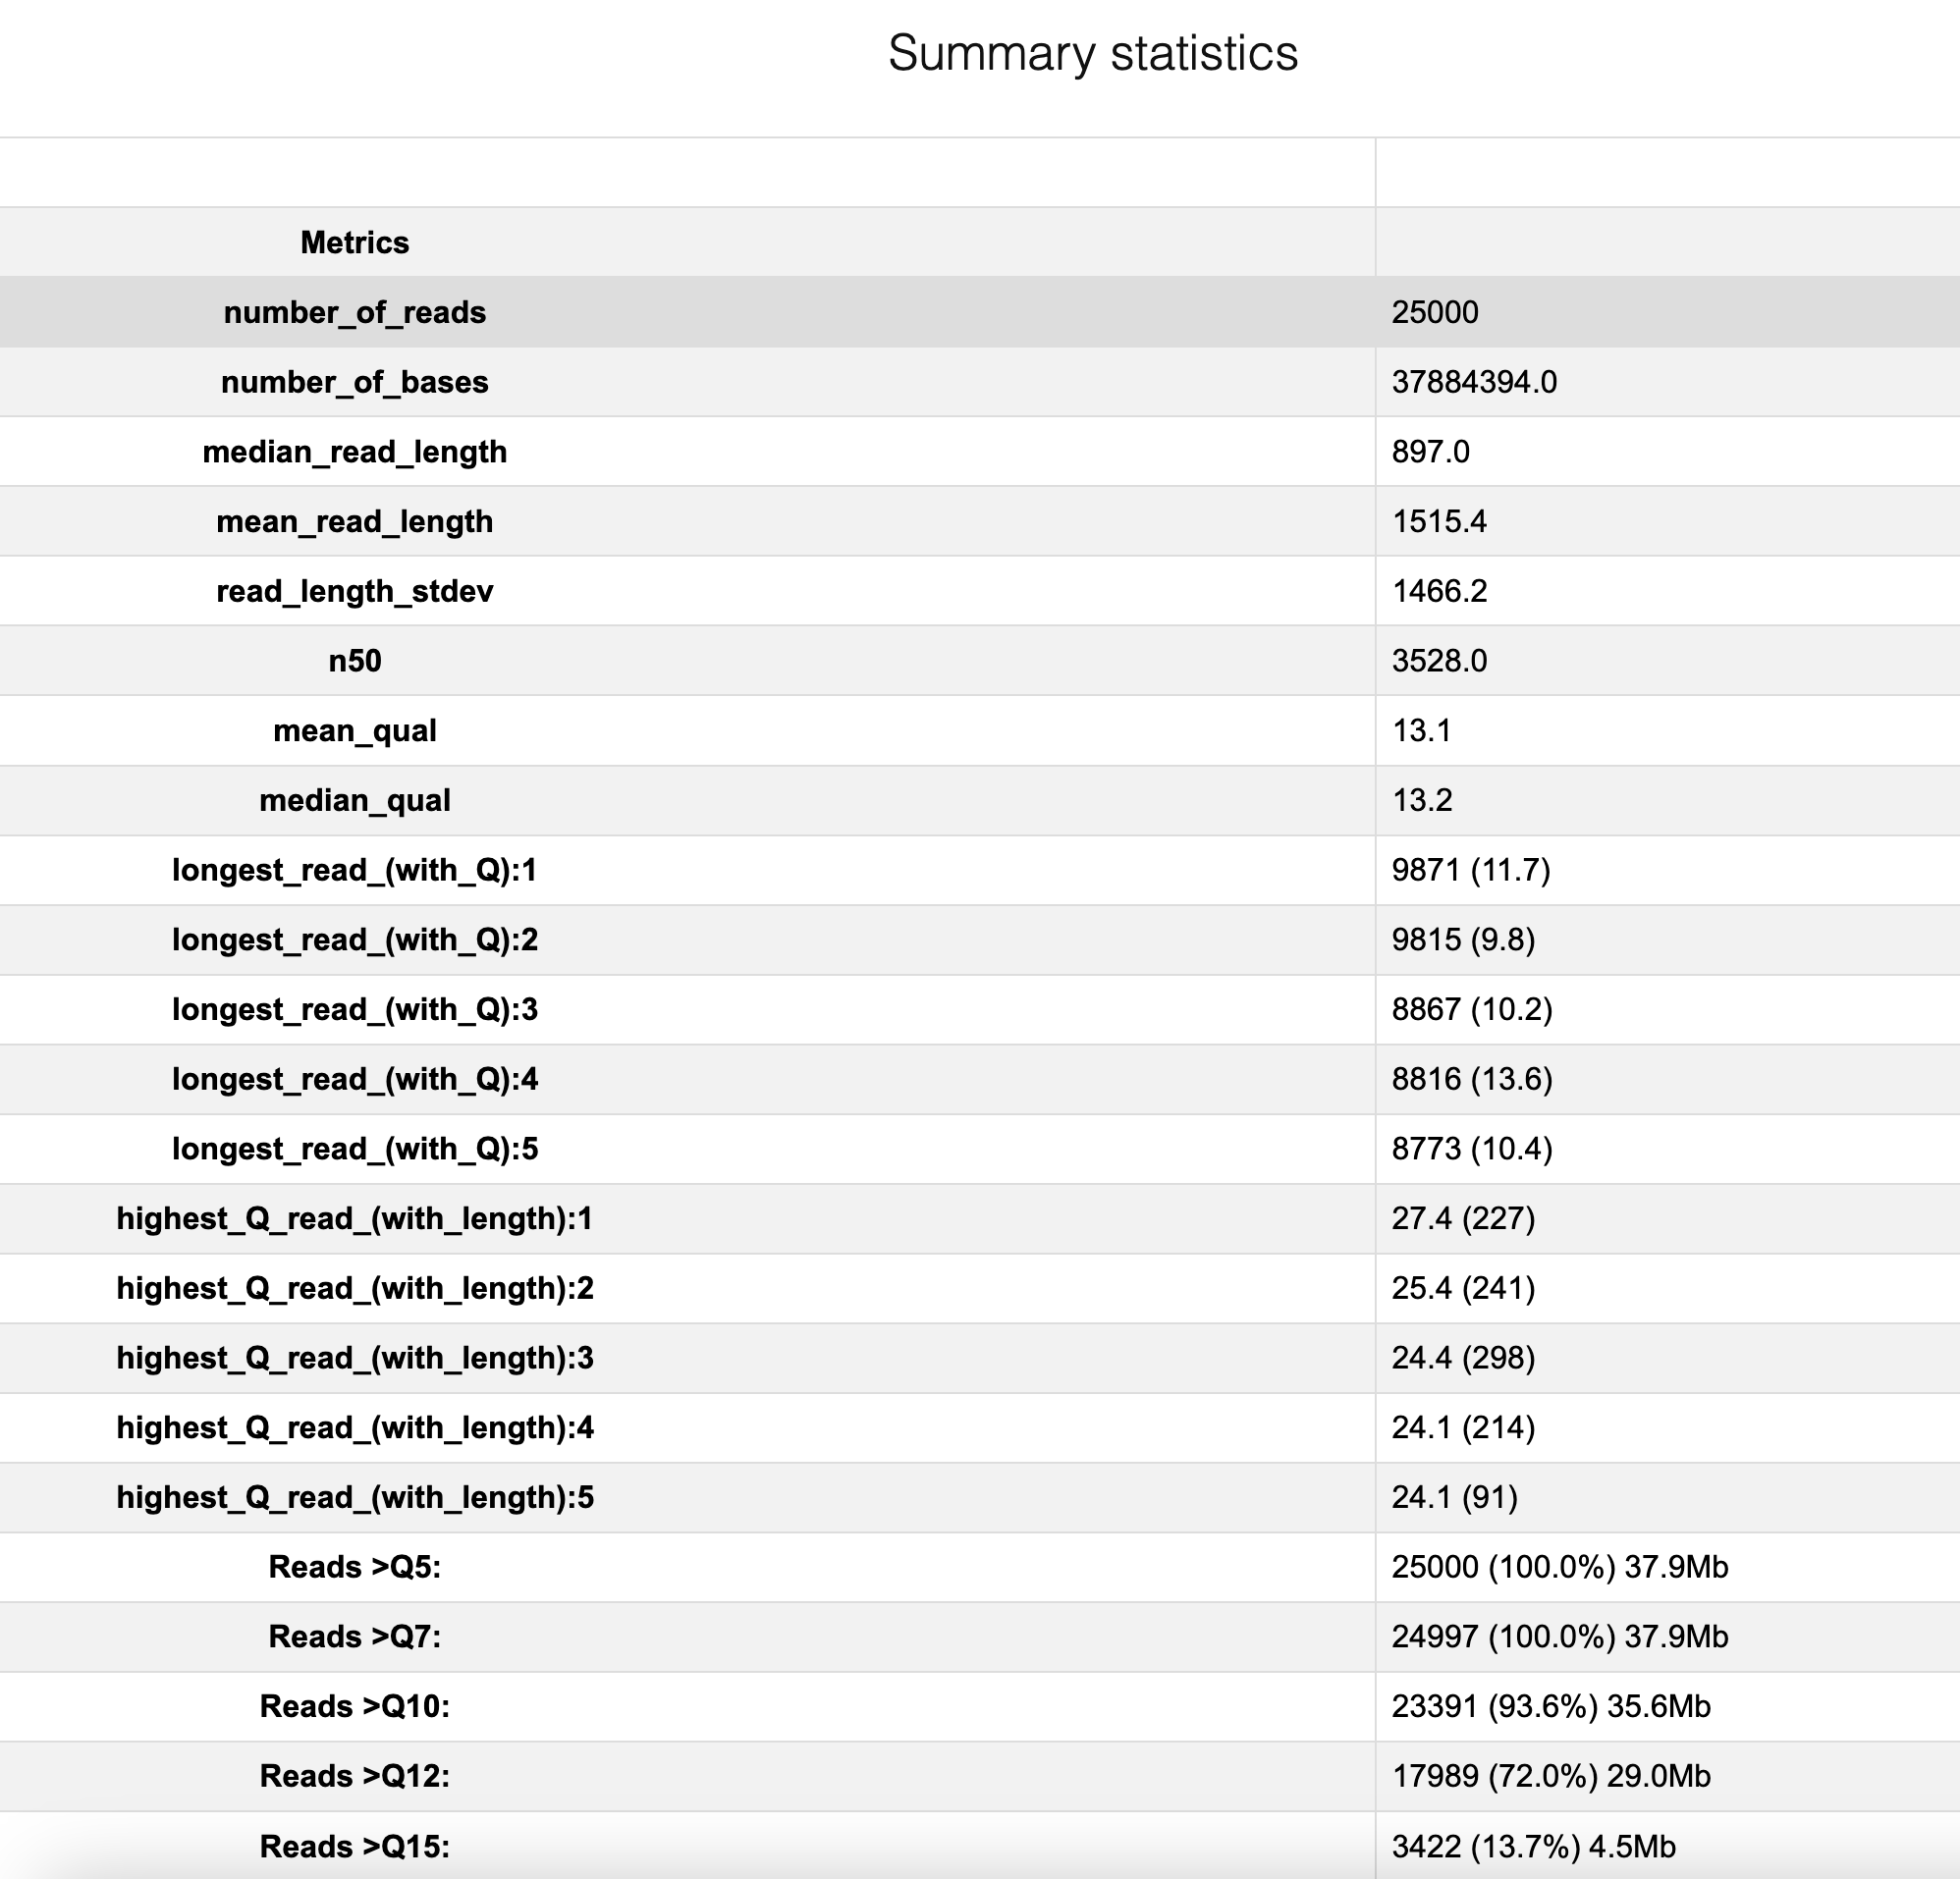 Summary statistics
Metrics
number_of_reads 25000
number_of_bases 37884394.0
median_read_length 897.0
mean_read_length 1515.4
read_length_stdev 1466.2
n50 3528.0
mean_qual 13.1
median_qual 13.2
longest_read_(with_Q):1 9871 (11.7)
longest_read_(with_Q):2 9815 (9.8)
longest_read_(with_Q):3 8867 (10.2)
longest_read_(with_Q):4 8816 (13.6)
longest_read_(with_Q):5 8773 (10.4)
highest_Q_read_(with_length):1 27.4 (227)
highest_Q_read_(with_length):2 25.4 (241)
highest_Q_read_(with_length):3 24.4 (298)
highest_Q_read_(with_length):4 24.1 (214)
highest_Q_read_(with_length):5 24.1 (91)
Reads >Q5: 25000 (100.0%) 37.9Mb
Reads >Q7: 24997 (100.0%) 37.9Mb
Reads >Q10: 23391 (93.6%) 35.6Mb
Reads >Q12: 17989 (72.0%) 29.0Mb
Reads >Q15: 3422 (13.7%) 4.5Mb